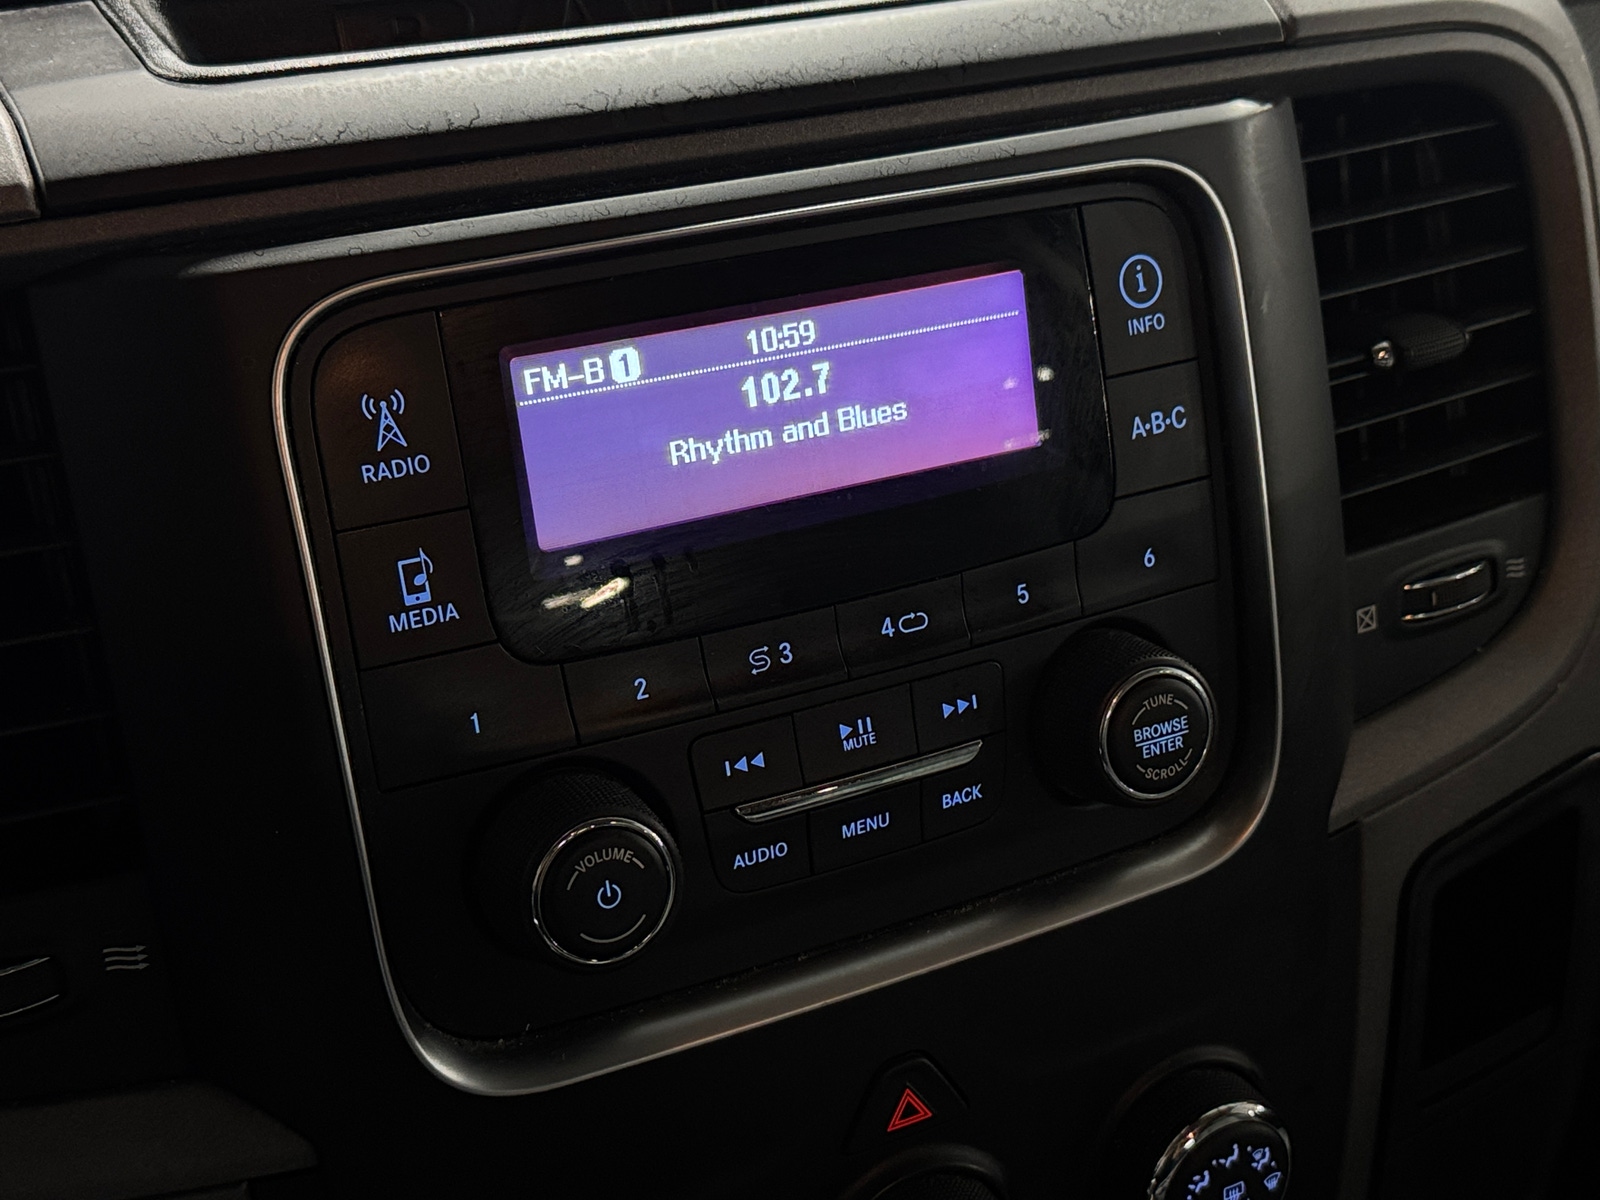 FM-B 1
10:59
102.7
Rhythm and Blues
RADIO
MEDIA
INFO
A·B·C
1
2
3
4
5
6
MUTE
AUDIO
MENU
BACK
VOLUME
TUNE
BROWSE
ENTER
SCROLL